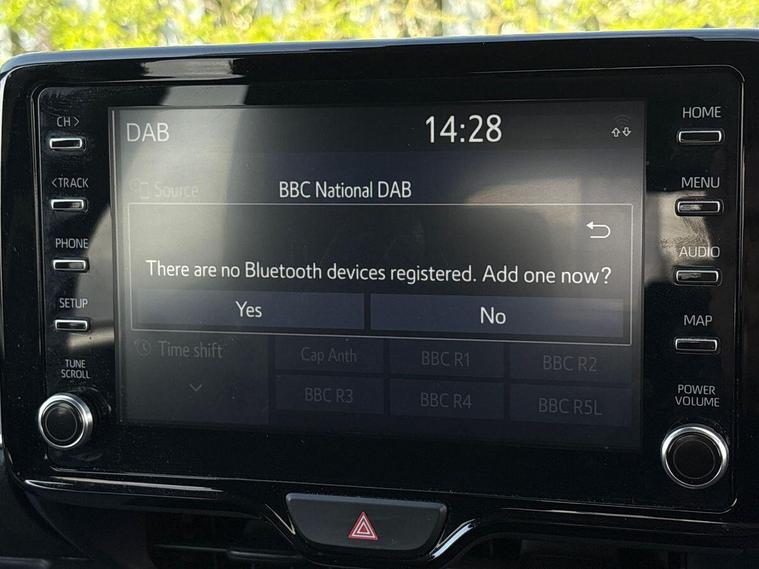 CH >
DAB
14:28
HOME
< TRACK
Source
BBC National DAB
MENU
PHONE
There are no Bluetooth devices registered. Add one now?
AUDIO
SETUP
Yes
No
MAP
TUNE
SCROLL
Time shift
Cap Anth
BBC R1
BBC R2
BBC R3
BBC R4
BBC R5L
POWER
VOLUME